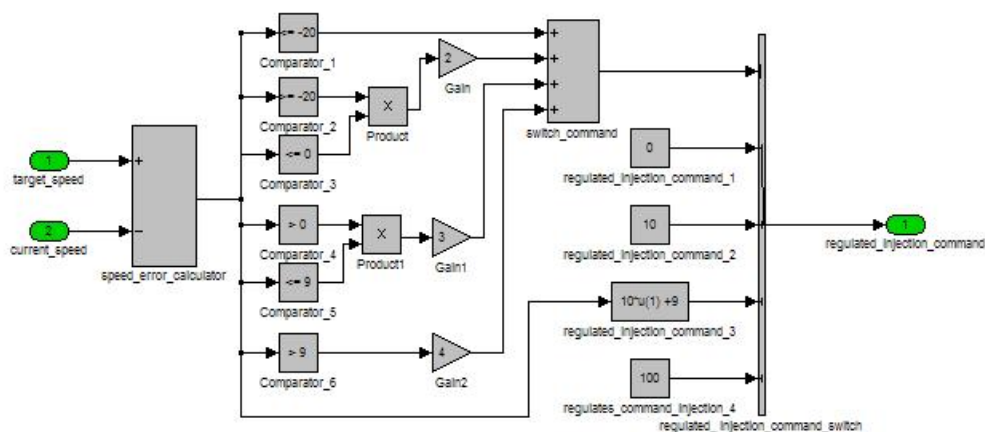 <= -20
Comparator_1
2
Gain
+
+
+
+
switch_command
>= -20
Comparator_2
X
Product
<= 0
Comparator_3
0
regulated_injection_command_1
1
target_speed
+
2
current_speed
−
speed_error_calculator
> 0
Comparator_4
X
Product1
3
Gain1
10
regulated_injection_command_2
1
regulated_injection_command
<= 9
Comparator_5
10*u(1) +9
regulated_injection_command_3
> 9
Comparator_6
4
Gain2
100
regulates_command_injection_4
regulated_ injection_command_switch